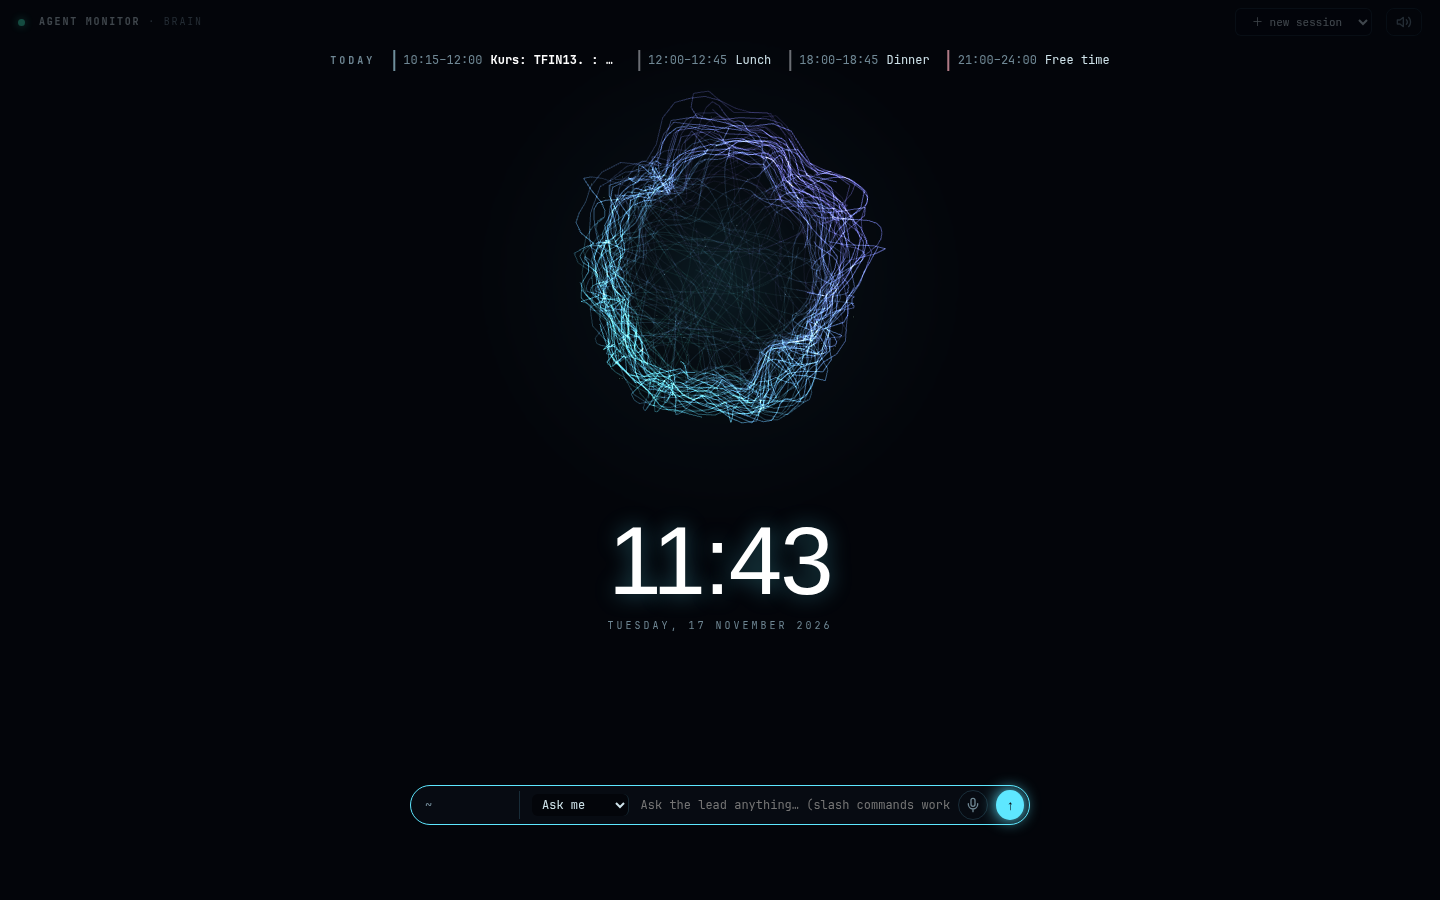 AGENT MONITOR · BRAIN
+ new session
TODAY 10:15–12:00 Kurs: TFIN13. : … 12:00–12:45 Lunch 18:00–18:45 Dinner 21:00–24:00 Free time
11:43
TUESDAY, 17 NOVEMBER 2026
~ Ask me Ask the lead anything… (slash commands work ↑